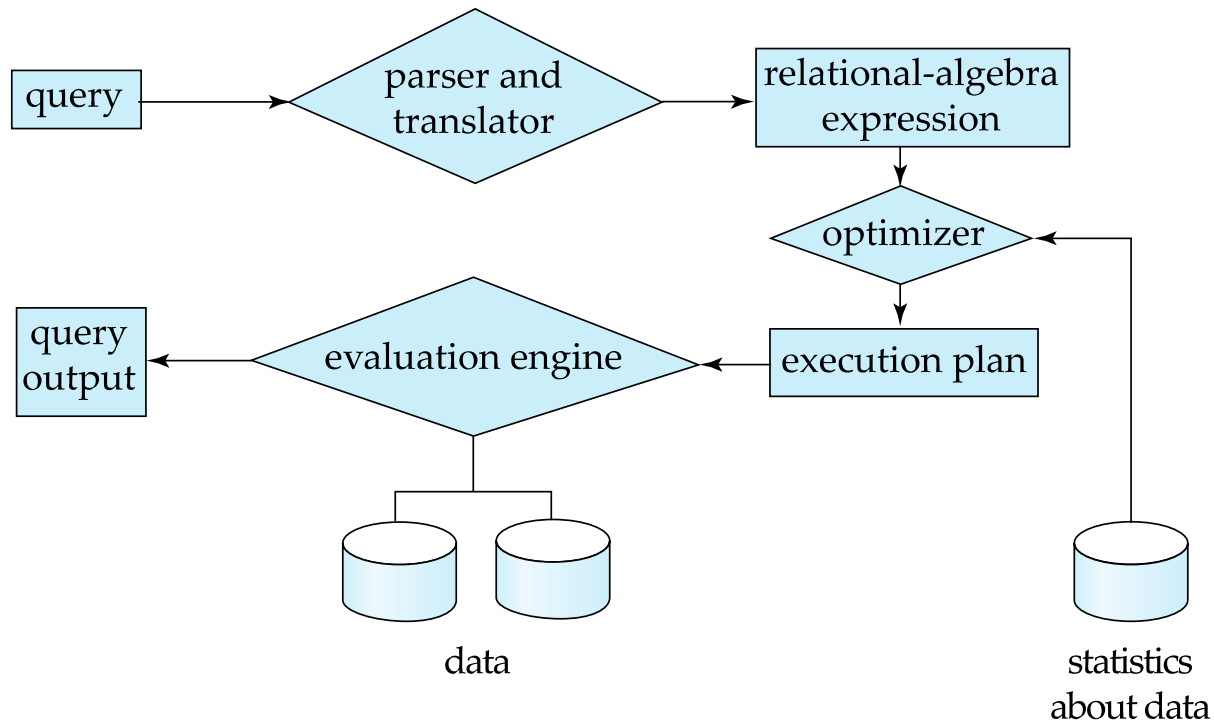 query
parser and
translator
relational-algebra
expression
optimizer
query
output
evaluation engine
execution plan
data
statistics
about data